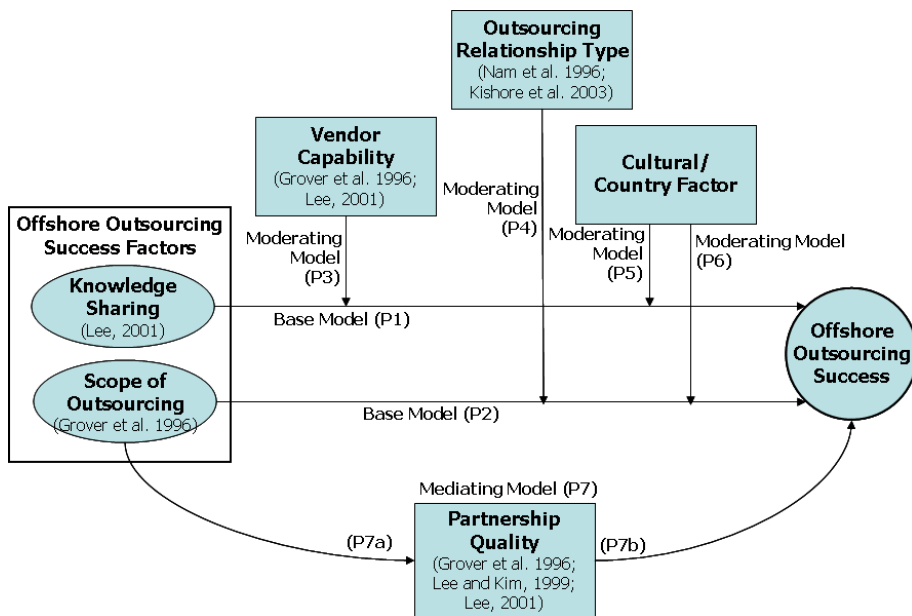 Outsourcing
Relationship Type
(Nam et al. 1996;
Kishore et al. 2003)
Vendor
Capability
(Grover et al. 1996;
Lee, 2001)
Cultural/
Country Factor
Moderating
Model
(P4)
Offshore Outsourcing
Success Factors
Moderating
Model
(P3)
Moderating
Model
(P5)
Moderating Model
(P6)
Knowledge
Sharing
(Lee, 2001)
Base Model (P1)
Offshore
Outsourcing
Success
Scope of
Outsourcing
(Grover et al. 1996)
Base Model (P2)
Mediating Model (P7)
(P7a)
Partnership
Quality
(Grover et al. 1996;
Lee and Kim, 1999;
Lee, 2001)
(P7b)